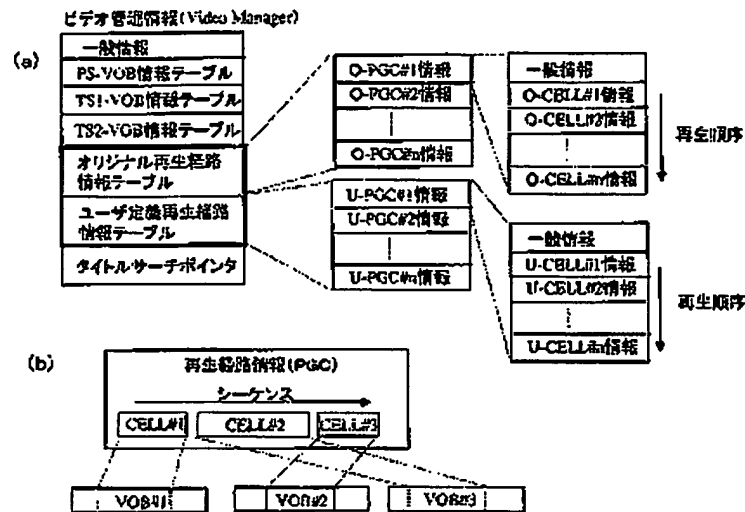 ビデオ管理情報(Video Manager)
(a)
一般情報
PS-VOB情報テーブル
TS1-VOB情報テーブル
TS2-VOB情報テーブル
オリジナル再生経路
情報テーブル
ユーザ定義再生経路
情報テーブル
タイトルサーチポインタ
O-PGC#1情報
O-PGC#2情報
O-PGC#n情報
U-PGC#1情報
U-PGC#2情報
U-PGC#n情報
一般情報
O-CELL#1情報
O-CELL#2情報
O-CELL#n情報
再生順序
一般情報
U-CELL#1情報
U-CELL#2情報
U-CELL#n情報
再生順序
(b)
再生経路情報(PGC)
シーケンス
CELL#1
CELL#2
CELL#3
VOB#1
VOB#2
VOB#3